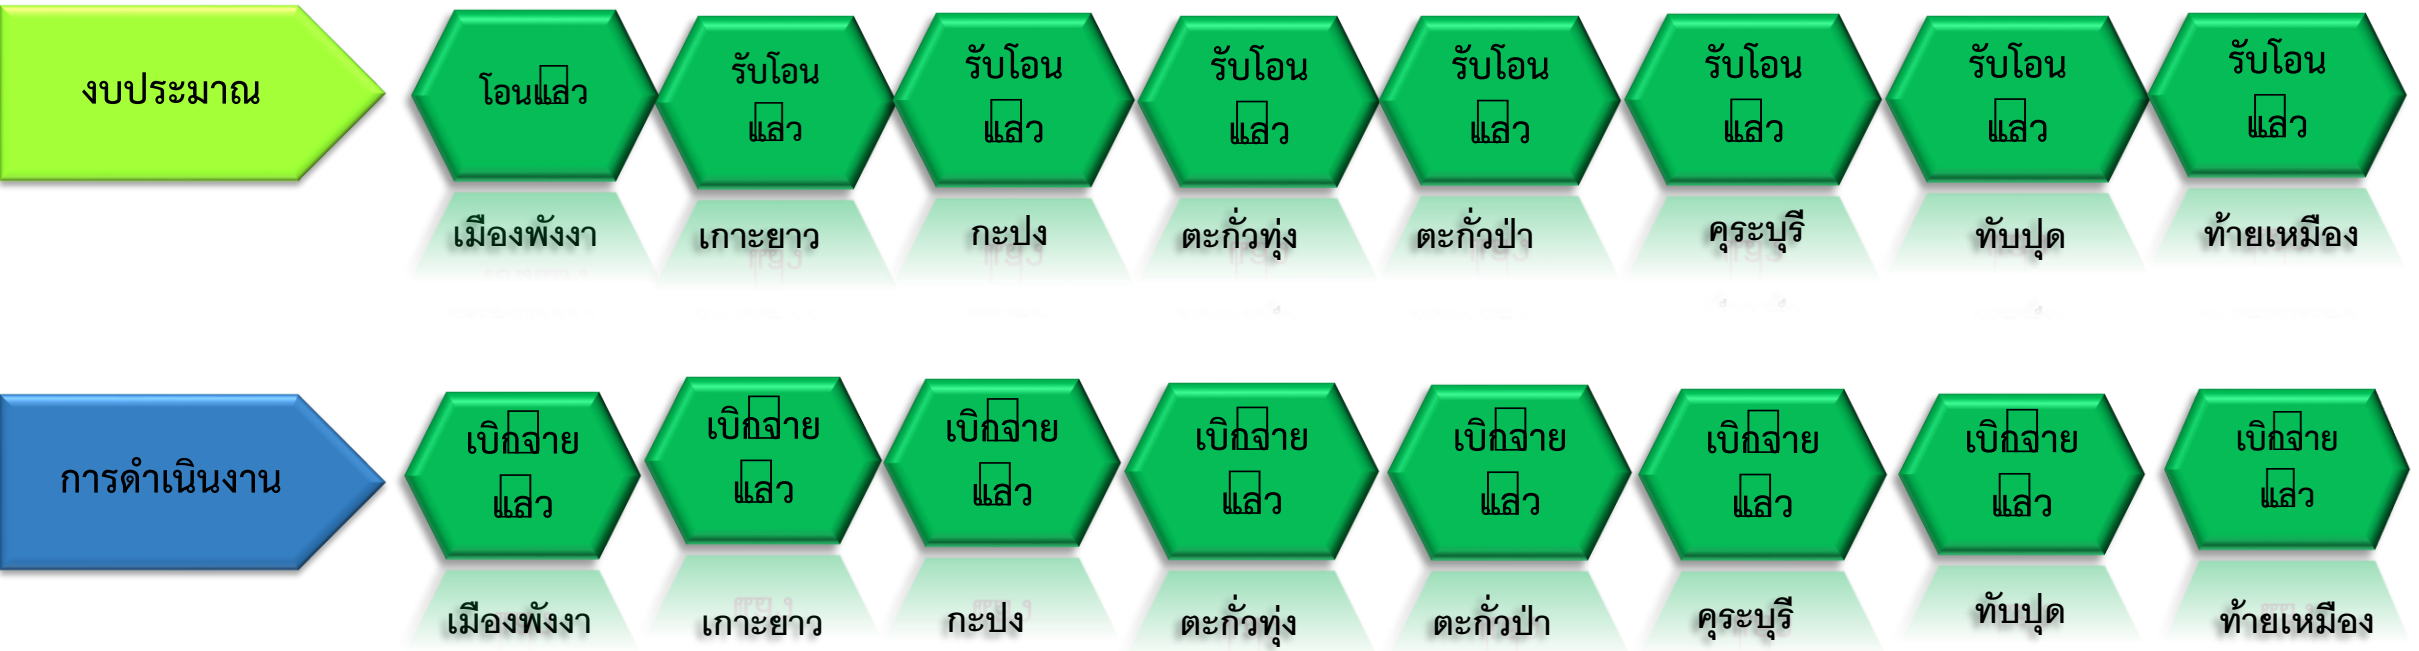 งบประมาณ
โอนแล้ว
รับโอน
แล้ว
รับโอน
แล้ว
รับโอน
แล้ว
รับโอน
แล้ว
รับโอน
แล้ว
รับโอน
แล้ว
รับโอน
แล้ว
เมืองพังงา
เกาะยาว
กะปง
ตะกั่วทุ่ง
ตะกั่วป่า
คุระบุรี
ทับปุด
ท้ายเหมือง
การดำเนินงาน
เบิกจ่าย
แล้ว
เบิกจ่าย
แล้ว
เบิกจ่าย
แล้ว
เบิกจ่าย
แล้ว
เบิกจ่าย
แล้ว
เบิกจ่าย
แล้ว
เบิกจ่าย
แล้ว
เบิกจ่าย
แล้ว
เมืองพังงา
เกาะยาว
กะปง
ตะกั่วทุ่ง
ตะกั่วป่า
คุระบุรี
ทับปุด
ท้ายเหมือง